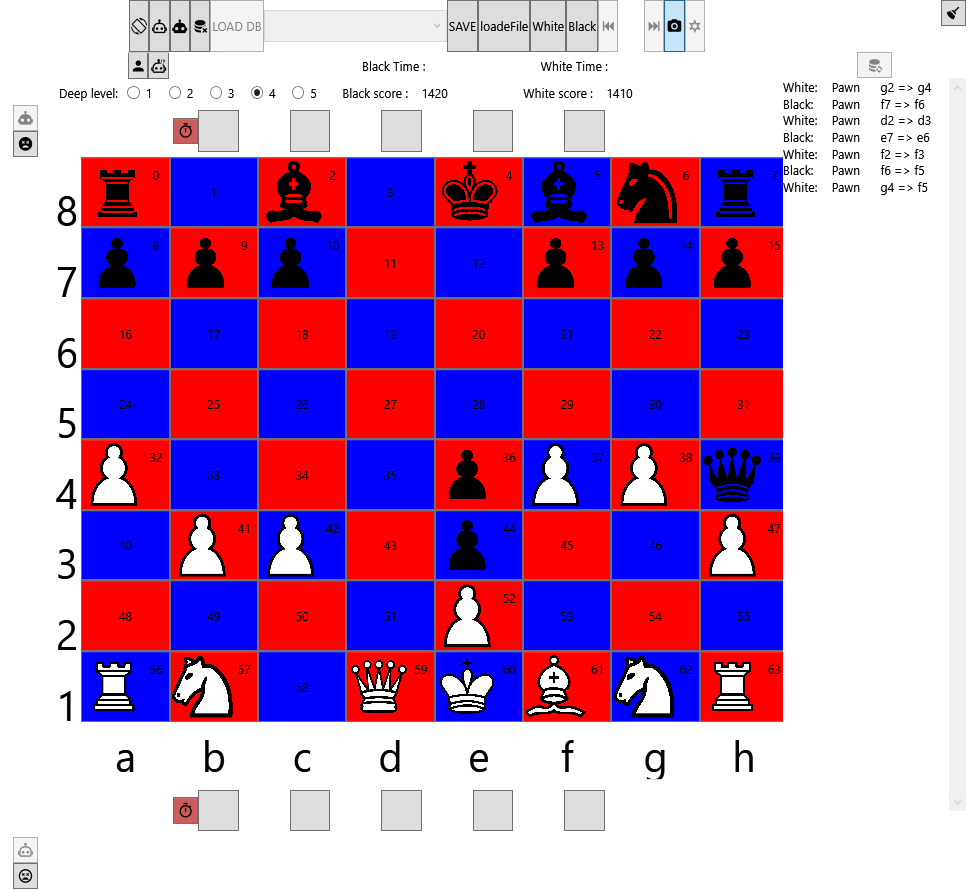 LOAD DB SAVE loadeFile White Black
Black Time : White Time :
Deep level: 1 2 3 4 5 Black score : 1420 White score : 1410
White: Pawn g2 => g4
Black: Pawn f7 => f6
White: Pawn d2 => d3
Black: Pawn e7 => e6
White: Pawn f2 => f3
Black: Pawn f6 => f5
White: Pawn g4 => f5
8 0 1 2 3 4 5 6 7
7 8 9 10 11 12 13 14 15
6 16 17 18 19 20 21 22 23
5 24 25 26 27 28 29 30 31
4 32 33 34 35 36 37 38 39
3 40 41 42 43 44 45 46 47
2 48 49 50 51 52 53 54 55
1 56 57 58 59 60 61 62 63
a b c d e f g h